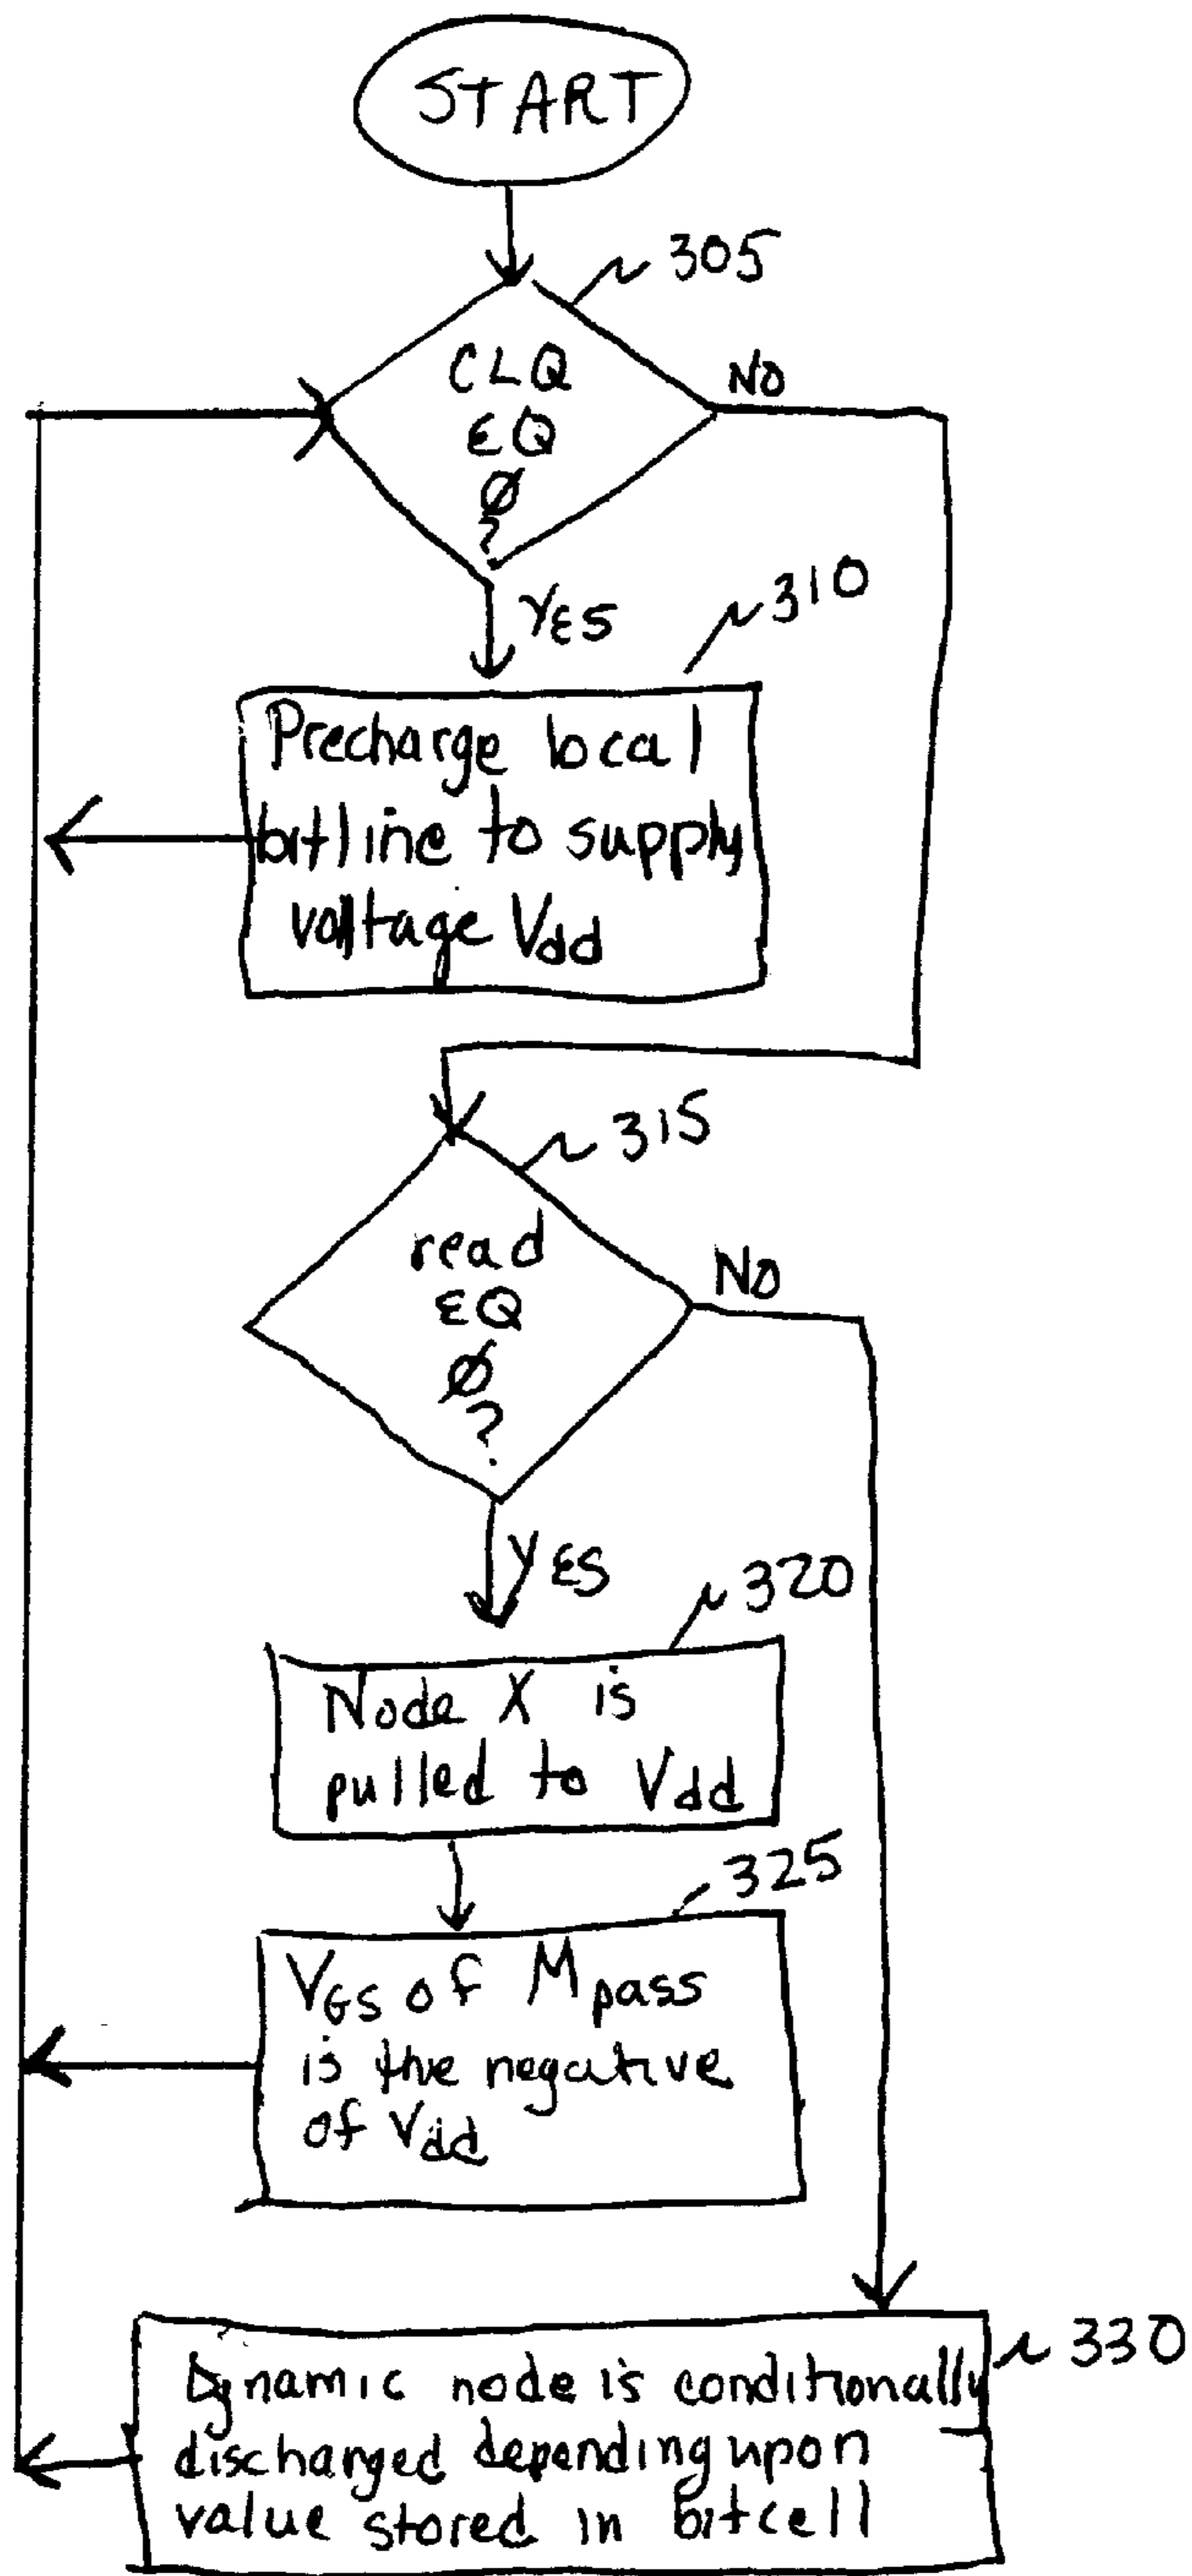 START
305
CLQ
EQ
Ø
?
NO
YES
310
Precharge local
bitline to supply
voltage Vdd
315
read
EQ
Ø
?
NO
YES
320
Node X is
pulled to Vdd
325
VGS of Mpass
is the negative
of Vdd
330
Dynamic node is conditionally
discharged depending upon
value stored in bitcell